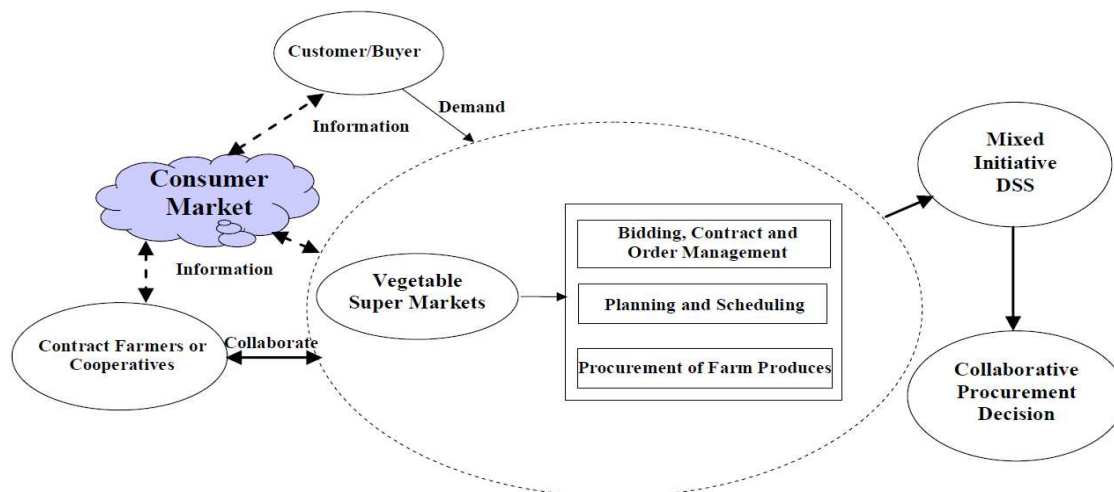 Customer/Buyer
Demand
Information
Consumer
Market
Information
Contract Farmers or
Cooperatives
Collaborate
Vegetable
Super Markets
Bidding, Contract and
Order Management
Planning and Scheduling
Procurement of Farm Produces
Mixed
Initiative
DSS
Collaborative
Procurement
Decision